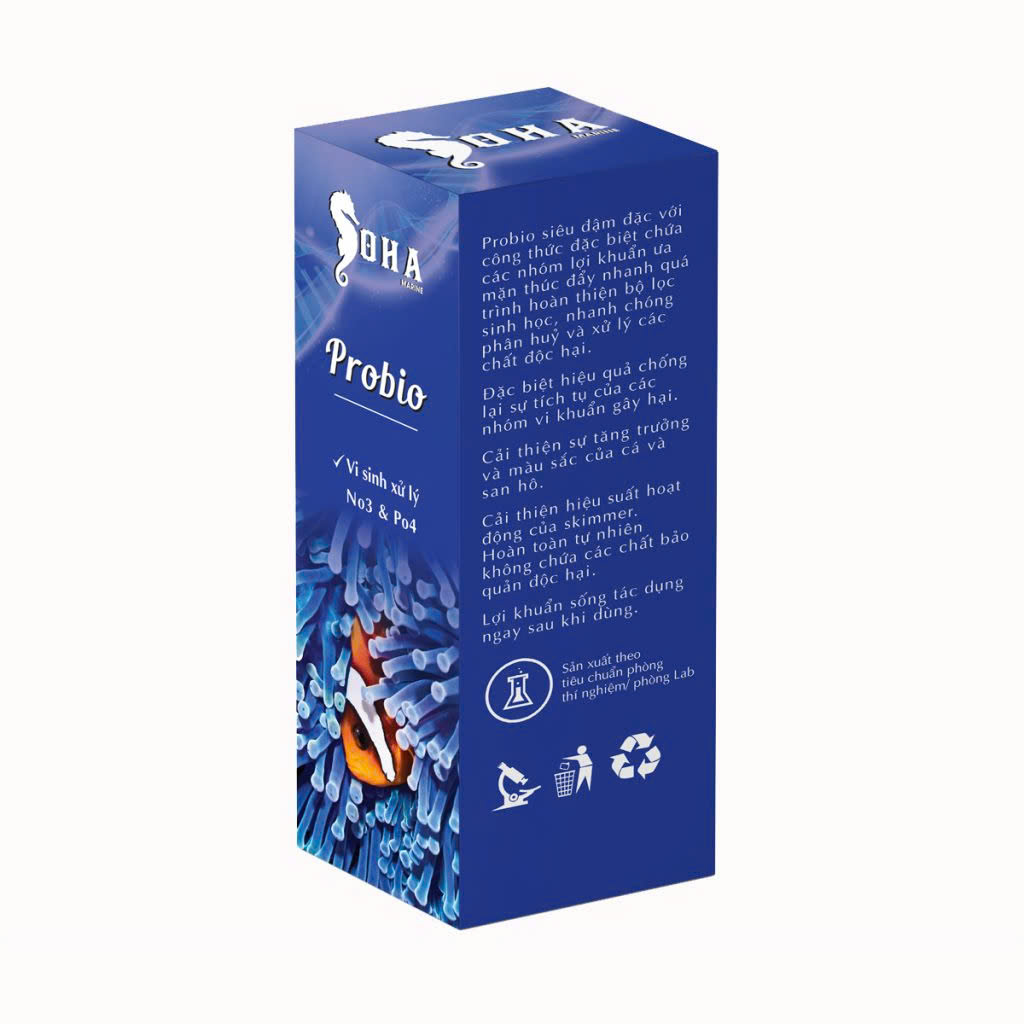 SOHA
MARINE
SOHA
MARINE
Probio
✓ Vi sinh xử lý
No3 & Po4
Probio siêu đậm đặc với
công thức đặc biệt chứa
các nhóm lợi khuẩn ưa
mặn thúc đẩy nhanh quá
trình hoàn thiện bộ lọc
sinh học, nhanh chóng
phân huỷ và xử lý các
chất độc hại.
Đặc biệt hiệu quả chống
lại sự tích tụ của các
nhóm vi khuẩn gây hại.
Cải thiện sự tăng trưởng
và màu sắc của cá và
san hô.
Cải thiện hiệu suất hoạt
động của skimmer.
Hoàn toàn tự nhiên
không chứa các chất bảo
quản độc hại.
Lợi khuẩn sống tác dụng
ngay sau khi dùng.
Sản xuất theo
tiêu chuẩn phòng
thí nghiệm/ phòng Lab